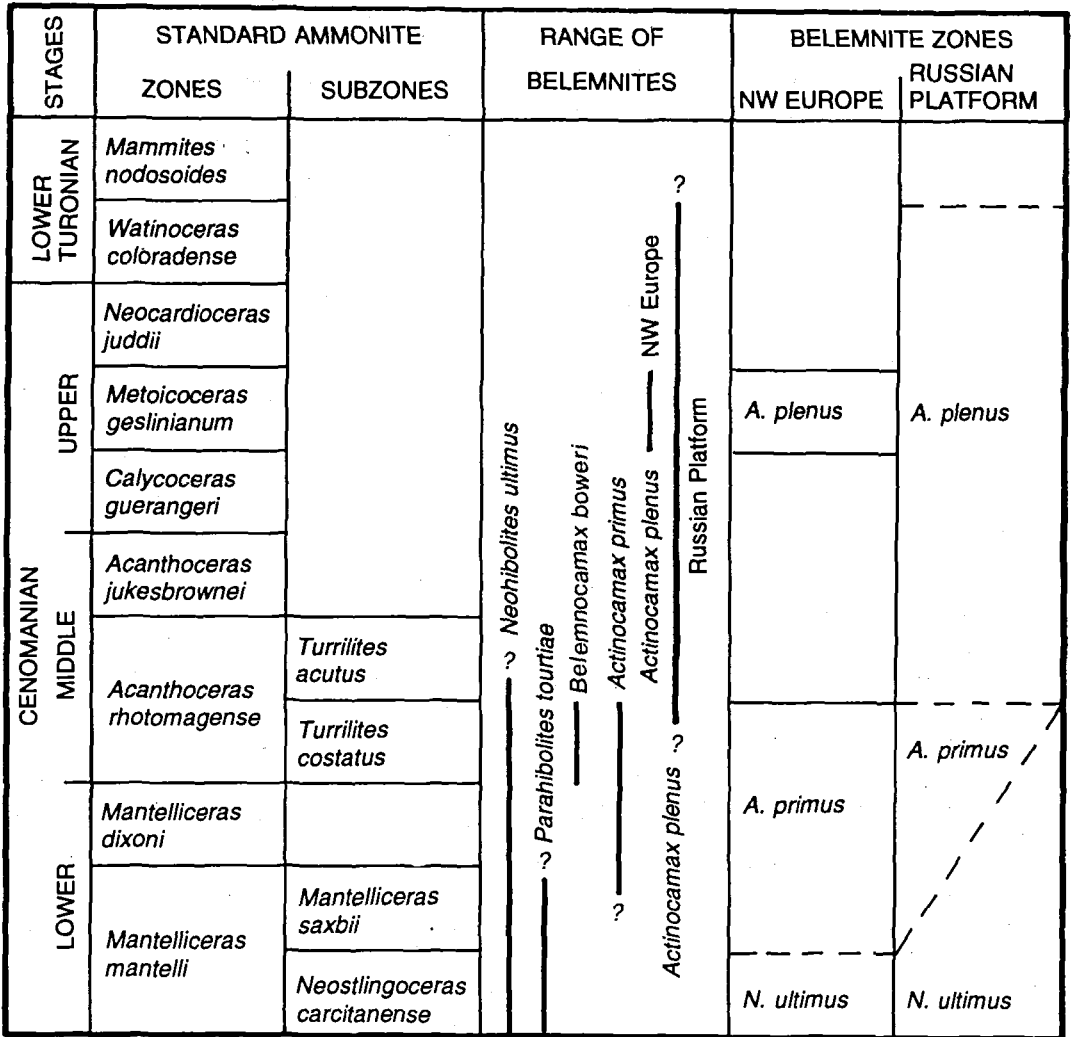 STAGES
STANDARD AMMONITE
ZONES
SUBZONES
RANGE OF
BELEMNITES
BELEMNITE ZONES
NW EUROPE
RUSSIAN
PLATFORM
LOWER
TURONIAN
CENOMANIAN
UPPER
MIDDLE
LOWER
Mammites
nodosoides
Watinoceras
coloradense
Neocardioceras
juddii
Metoicoceras
geslinianum
Calycoceras
guerangeri
Acanthoceras
jukesbrownei
Acanthoceras
rhotomagense
Mantelliceras
dixoni
Mantelliceras
mantelli
Turrilites
acutus
Turrilites
costatus
Mantelliceras
saxbii
Neostlingoceras
carcitanense
? Neohibolites ultimus
? Parahibolites tourtiae
Belemnocamax boweri
Actinocamax primus
?
Actinocamax plenus
NW Europe
?
Russian Platform
Actinocamax plenus ?
A. plenus
A. primus
N. ultimus
A. plenus
A. primus
N. ultimus